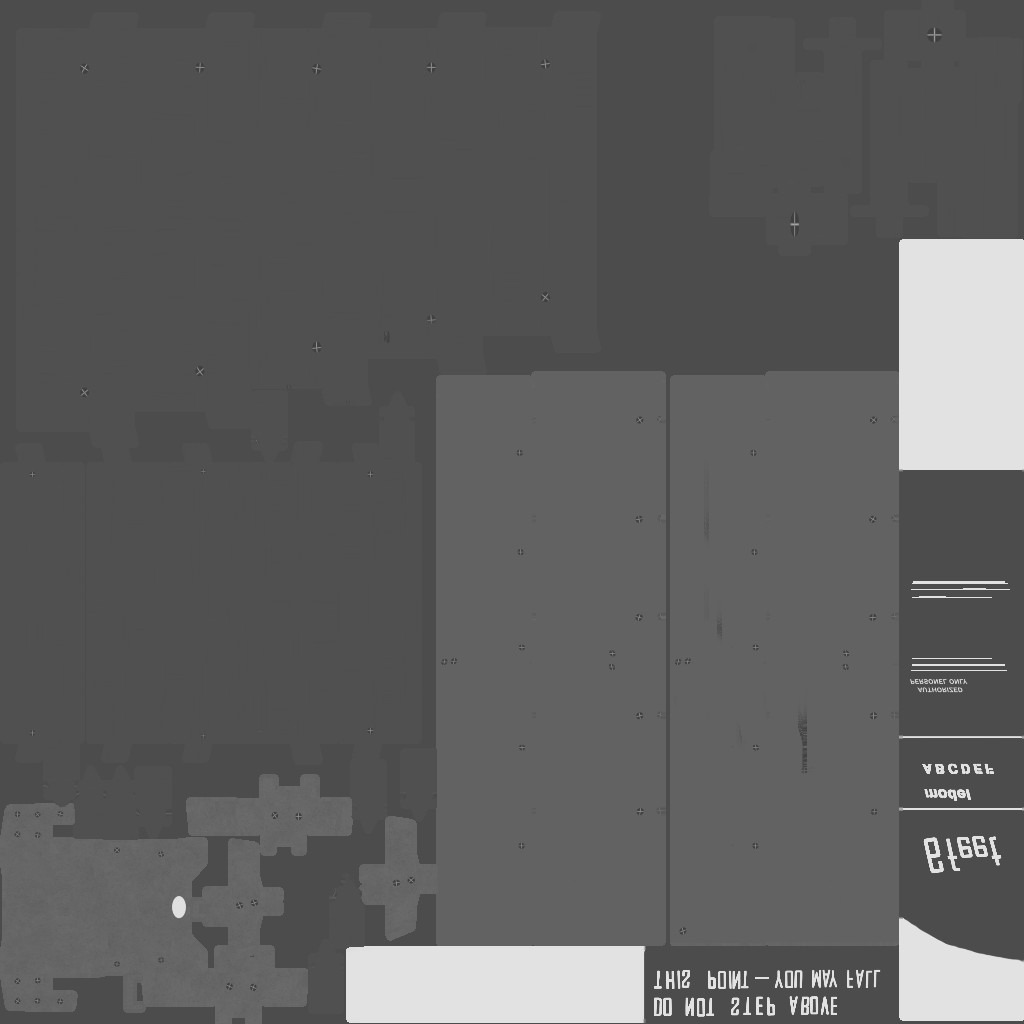 AUTHORIZED
PERSONEL ONLY
model
ABCDEF
6feet
DO NOT STEP ABOVE
THIS POINT — YOU MAY FALL